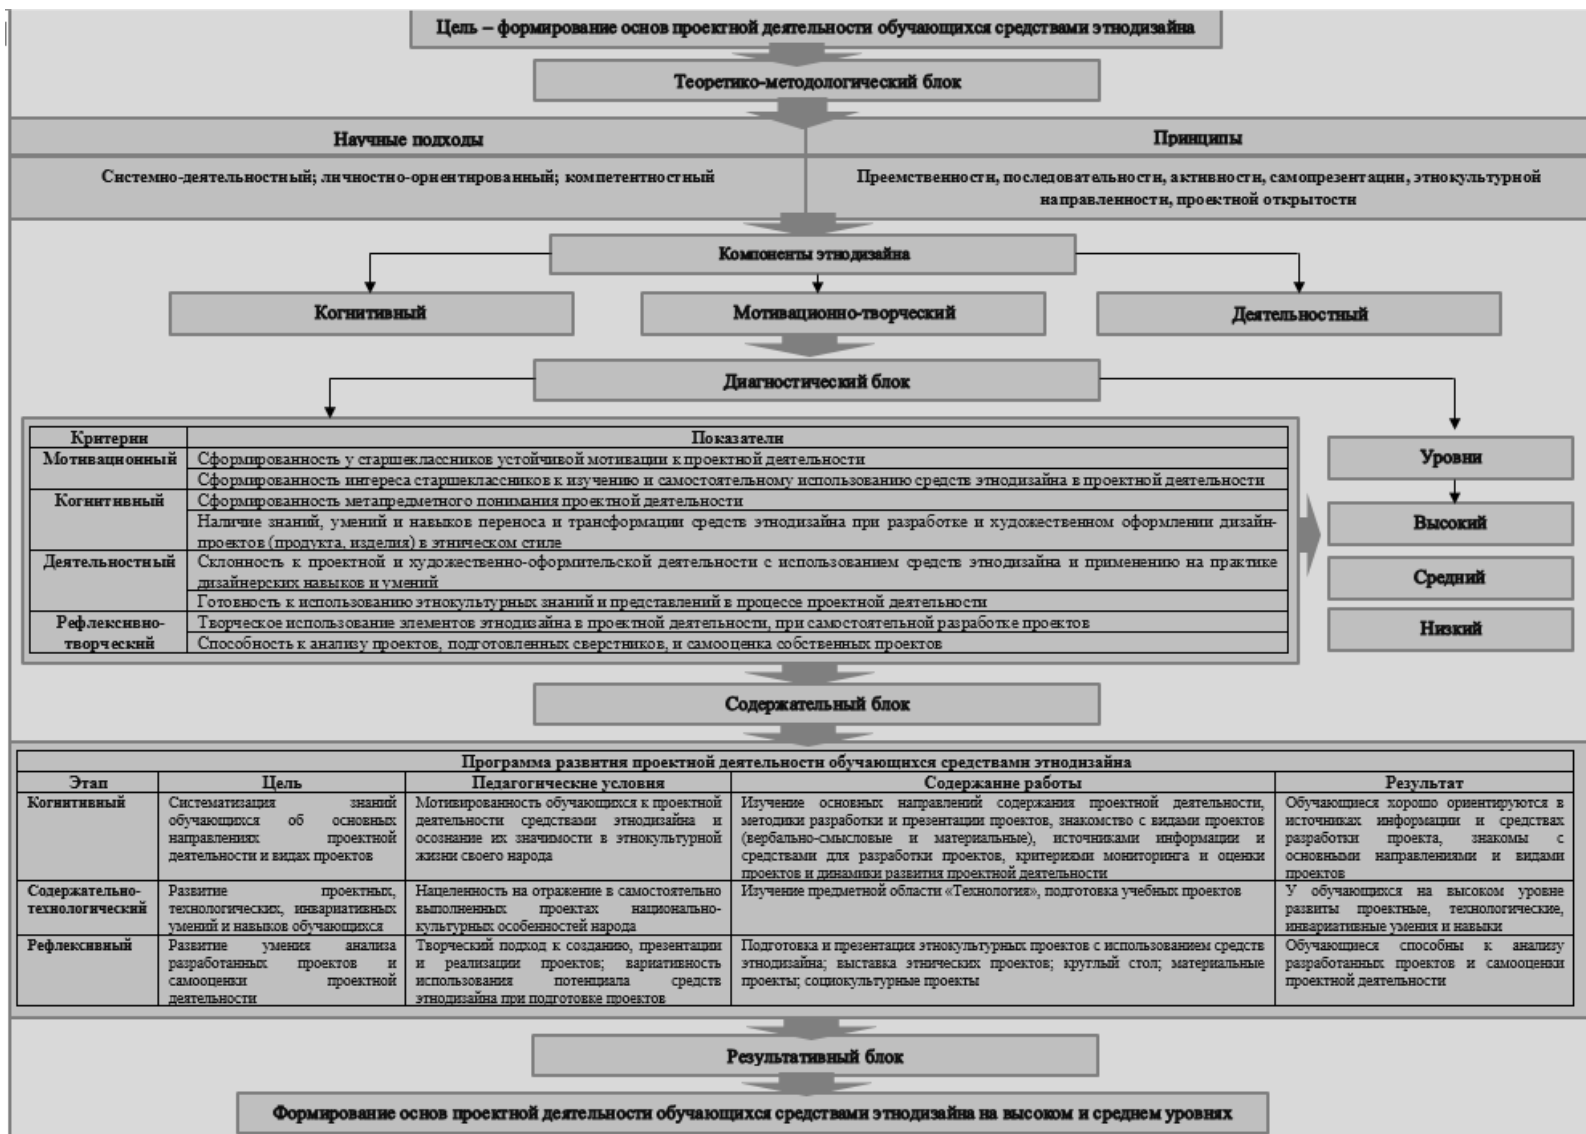 Цель – формирование основ проектной деятельности обучающихся средствами этнодизайна
Теоретико-методологический блок
Научные подходы
Принципы
Системно-деятельностный; личностно-ориентированный; компетентностный
Преемственности, последовательности, активности, самопрезентации, этнокультурной
направленности, проектной открытости
Компоненты этнодизайна
Когнитивный
Мотивационно-творческий
Деятельностный
Диагностический блок
Критерии
Показатели
Мотивационный
Сформированность у старшеклассников устойчивой мотивации к проектной деятельности
Сформированность интереса старшеклассников к изучению и самостоятельному использованию средств этнодизайна в проектной деятельности
Когнитивный
Сформированность метапредметного понимания проектной деятельности
Наличие знаний, умений и навыков переноса и трансформации средств этнодизайна при разработке и художественном оформлении дизайн-
проектов (продукта, изделия) в этническом стиле
Деятельностный
Склонность к проектной и художественно-оформительской деятельности с использованием средств этнодизайна и применению на практике
дизайнерских навыков и умений
Готовность к использованию этнокультурных знаний и представлений в процессе проектной деятельности
Рефлексивно-
творческий
Творческое использование элементов этнодизайна в проектной деятельности, при самостоятельной разработке проектов
Способность к анализу проектов, подготовленных сверстников, и самооценка собственных проектов
Уровни
Высокий
Средний
Низкий
Содержательный блок
Программа развития проектной деятельности обучающихся средствами этнодизайна
Этап
Цель
Педагогические условия
Содержание работы
Результат
Когнитивный
Систематизация знаний
обучающихся об основных
направлениях проектной
деятельности и видах проектов
Мотивированность обучающихся к проектной
деятельности средствами этнодизайна и
осознание их значимости в этнокультурной
жизни своего народа
Изучение основных направлений содержания проектной деятельности,
методики разработки и презентации проектов, знакомство с видами проектов
(вербально-смысловые и материальные), источниками информации и
средствами для разработки проектов, критериями мониторинга и оценки
проектов и динамики развития проектной деятельности
Обучающиеся хорошо ориентируются в
источниках информации и средствах
разработки проекта, знакомы с
основными направлениями и видами
проектов
Содержательно-
технологический
Развитие проектных,
технологических, инвариативных
умений и навыков обучающихся
Нацеленность на отражение в самостоятельно
выполненных проектах национально-
культурных особенностей народа
Изучение предметной области «Технология», подготовка учебных проектов
У обучающихся на высоком уровне
развиты проектные, технологические,
инвариативные умения и навыки
Рефлексивный
Развитие умения анализа
разработанных проектов и
самооценки проектной
деятельности
Творческий подход к созданию, презентации
и реализации проектов; вариативность
использования потенциала средств
этнодизайна при подготовке проектов
Подготовка и презентация этнокультурных проектов с использованием средств
этнодизайна; выставка этнических проектов; круглый стол; материальные
проекты; социокультурные проекты
Обучающиеся способны к анализу
разработанных проектов и самооценки
проектной деятельности
Результативный блок
Формирование основ проектной деятельности обучающихся средствами этнодизайна на высоком и среднем уровнях